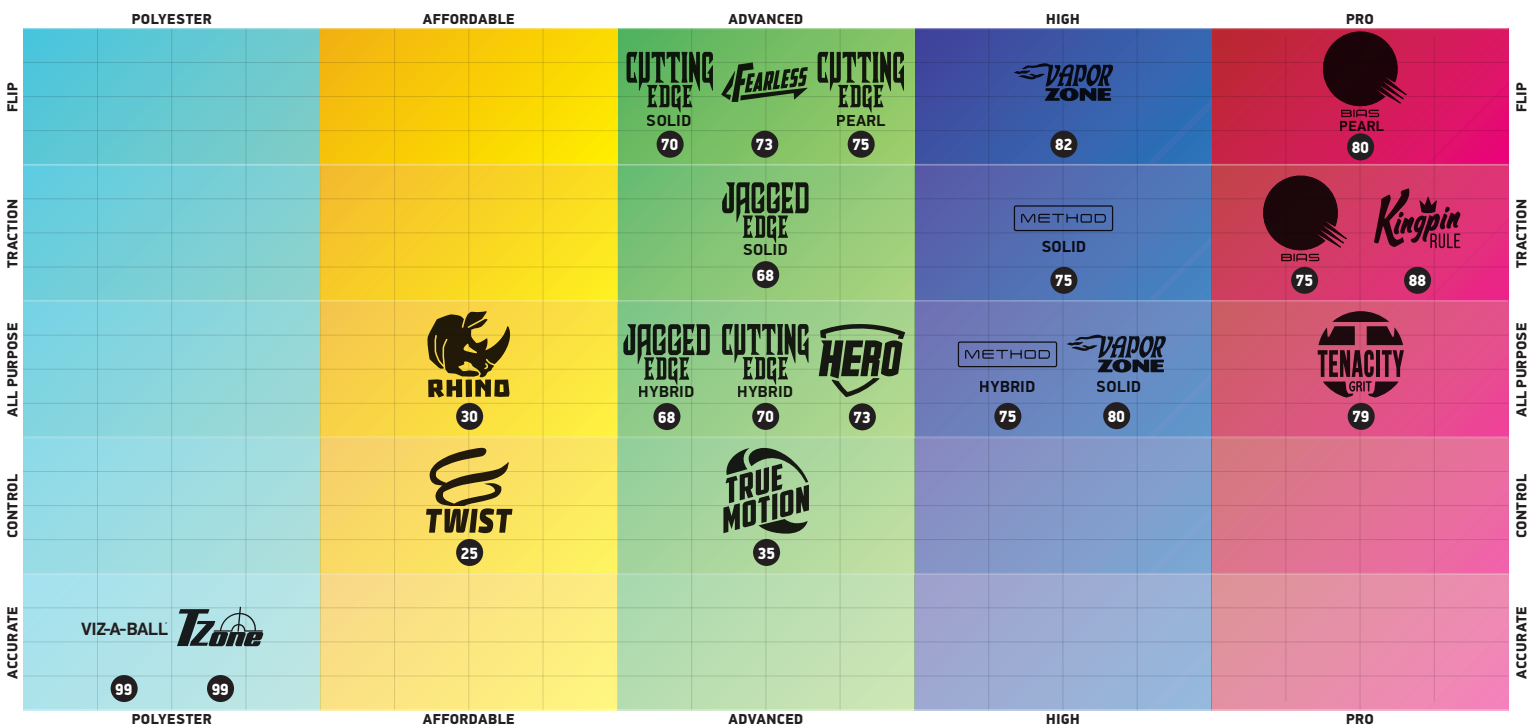 POLYESTER AFFORDABLE ADVANCED HIGH PRO
FLIP
CUTTING EDGE
SOLID
70
FEARLESS
73
CUTTING EDGE
PEARL
75
VAPOR
ZONE
82
BIAS
PEARL
80
FLIP
TRACTION
JAGGED
EDGE
SOLID
68
METHOD
SOLID
75
BIAS
75
Kingpin
RULE
88
TRACTION
ALL PURPOSE
RHINO
30
JAGGED
EDGE
HYBRID
68
CUTTING
EDGE
HYBRID
70
HERO
73
METHOD
HYBRID
75
VAPOR
ZONE
SOLID
80
TENACITY
GRIT
79
ALL PURPOSE
CONTROL
TWIST
25
TRUE
MOTION
35
CONTROL
ACCURATE
VIZ-A-BALL
99
TZone
99
ACCURATE
POLYESTER AFFORDABLE ADVANCED HIGH PRO